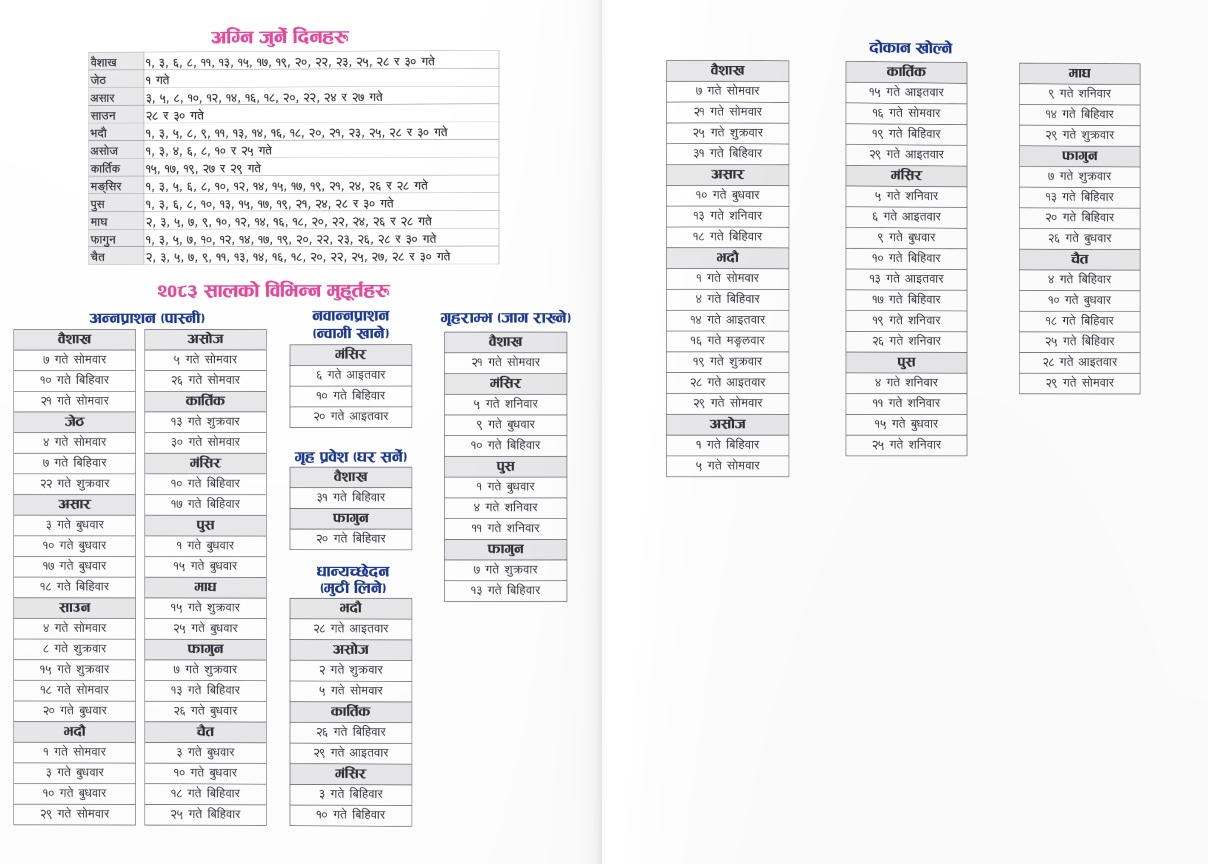 अग्नि जुर्ने दिनहरू
वैशाख १, ३, ६, ८, ११, १३, १५, १७, १९, २०, २२, २३, २५, २८ र ३० गते
जेठ १ गते
असार ३, ५, ८, १०, १२, १४, १६, १८, २०, २२, २४ र २७ गते
साउन २८ र ३० गते
भदौ १, ३, ५, ८, ९, ११, १३, १४, १६, १८, २०, २१, २३, २५, २८ र ३० गते
असोज १, ३, ४, ६, ८, १० र २५ गते
कार्तिक १५, १७, १९, २७ र २९ गते
मङ्सिर १, ३, ५, ६, ८, १०, १२, १४, १५, १७, १९, २१, २४, २६ र २८ गते
पुस १, ३, ६, ८, १०, १३, १५, १७, १९, २१, २४, २८ र ३० गते
माघ २, ३, ५, ७, ९, १०, १२, १४, १६, १८, २०, २२, २४, २६ र २८ गते
फागुन १, ३, ५, ७, १०, १२, १४, १७, १९, २०, २२, २३, २६, २८ र ३० गते
चैत २, ३, ५, ७, ९, ११, १३, १४, १६, १८, २०, २२, २५, २७, २८ र ३० गते
२०८३ सालको विभिन्न मुहूर्तहरू
अन्नप्राशन (पास्नी)
वैशाख
७ गते सोमवार
१० गते बिहिवार
२१ गते सोमवार
जेठ
४ गते सोमवार
७ गते बिहिवार
२२ गते शुक्रवार
असार
३ गते बुधवार
१० गते बुधवार
१७ गते बुधवार
१८ गते बिहिवार
साउन
४ गते सोमवार
८ गते शुक्रवार
१५ गते शुक्रवार
१८ गते सोमवार
२० गते बुधवार
भदौ
१ गते सोमवार
३ गते बुधवार
१० गते बुधवार
२९ गते सोमवार
असोज
५ गते सोमवार
२६ गते सोमवार
कार्तिक
१३ गते शुक्रवार
३० गते सोमवार
मंसिर
१० गते बिहिवार
१७ गते बिहिवार
पुस
१ गते बुधवार
१५ गते बुधवार
माघ
१५ गते शुक्रवार
२५ गते बुधवार
फागुन
७ गते शुक्रवार
१३ गते बिहिवार
२६ गते बुधवार
चैत
३ गते बुधवार
१० गते बुधवार
१८ गते बिहिवार
२५ गते बिहिवार
नवान्नप्राशन
(न्वागी खाने)
मंसिर
६ गते आइतवार
१० गते बिहिवार
२० गते आइतवार
गृह प्रवेश (घर सर्ने)
वैशाख
३१ गते बिहिवार
फागुन
२० गते बिहिवार
धान्यच्छेदन
(मुठी लिने)
भदौ
२८ गते आइतवार
असोज
२ गते शुक्रवार
५ गते सोमवार
कार्तिक
२६ गते बिहिवार
२९ गते आइतवार
मंसिर
३ गते बिहिवार
१० गते बिहिवार
गृहराम्भ (जाग राख्ने)
वैशाख
२१ गते सोमवार
मंसिर
५ गते शनिवार
९ गते बुधवार
१० गते बिहिवार
पुस
१ गते बुधवार
४ गते शनिवार
११ गते शनिवार
फागुन
७ गते शुक्रवार
१३ गते बिहिवार
दोकान खोल्ने
वैशाख
७ गते सोमवार
२१ गते सोमवार
२५ गते शुक्रवार
३१ गते बिहिवार
असार
१० गते बुधवार
१३ गते शनिवार
१८ गते बिहिवार
भदौ
१ गते सोमवार
४ गते बिहिवार
१४ गते आइतवार
१६ गते मङ्गलवार
१९ गते शुक्रवार
२८ गते आइतवार
२९ गते सोमवार
असोज
१ गते बिहिवार
५ गते सोमवार
कार्तिक
१५ गते आइतवार
१६ गते सोमवार
१९ गते बिहिवार
२९ गते आइतवार
मंसिर
५ गते शनिवार
६ गते आइतवार
९ गते बुधवार
१० गते बिहिवार
१३ गते आइतवार
१७ गते बिहिवार
१९ गते शनिवार
२६ गते शनिवार
पुस
४ गते शनिवार
११ गते शनिवार
१५ गते बुधवार
२५ गते शनिवार
माघ
९ गते शनिवार
१४ गते बिहिवार
२९ गते शुक्रवार
फागुन
७ गते शुक्रवार
१३ गते बिहिवार
२० गते बिहिवार
२६ गते बुधवार
चैत
४ गते बिहिवार
१० गते बुधवार
१८ गते बिहिवार
२५ गते बिहिवार
२८ गते आइतवार
२९ गते सोमवार